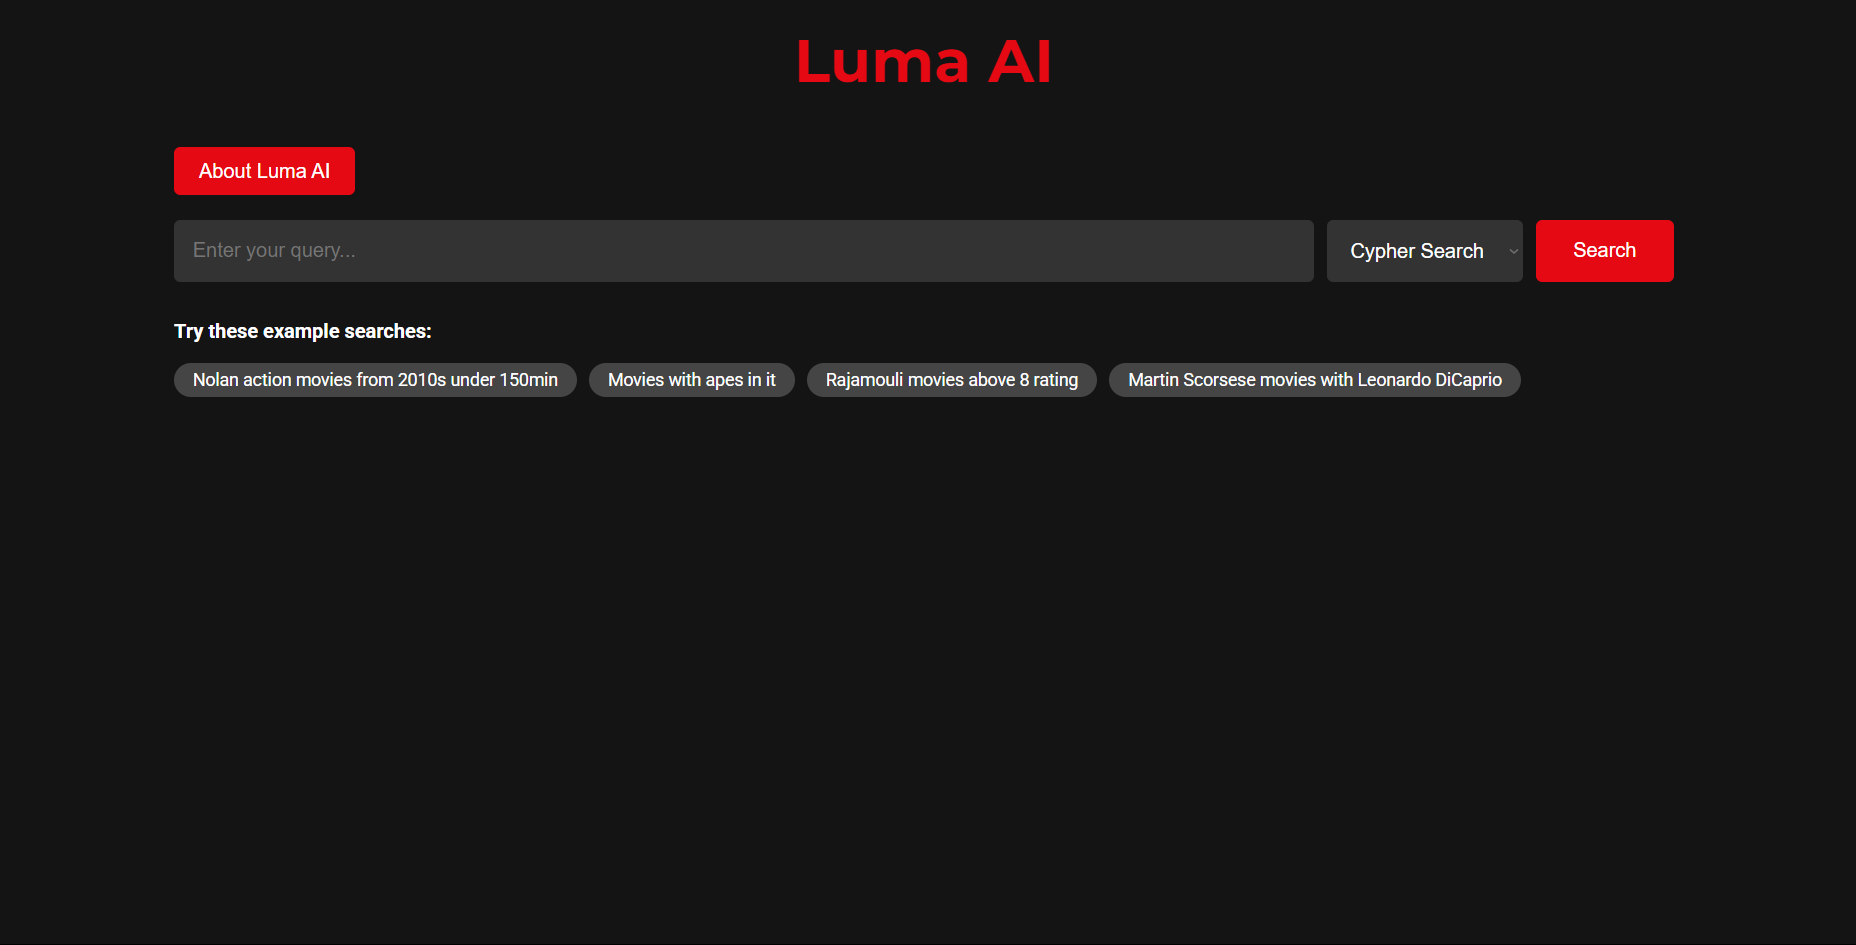 Luma AI
About Luma AI
Enter your query...
Cypher Search
Search
Try these example searches:
Nolan action movies from 2010s under 150min
Movies with apes in it
Rajamouli movies above 8 rating
Martin Scorsese movies with Leonardo DiCaprio